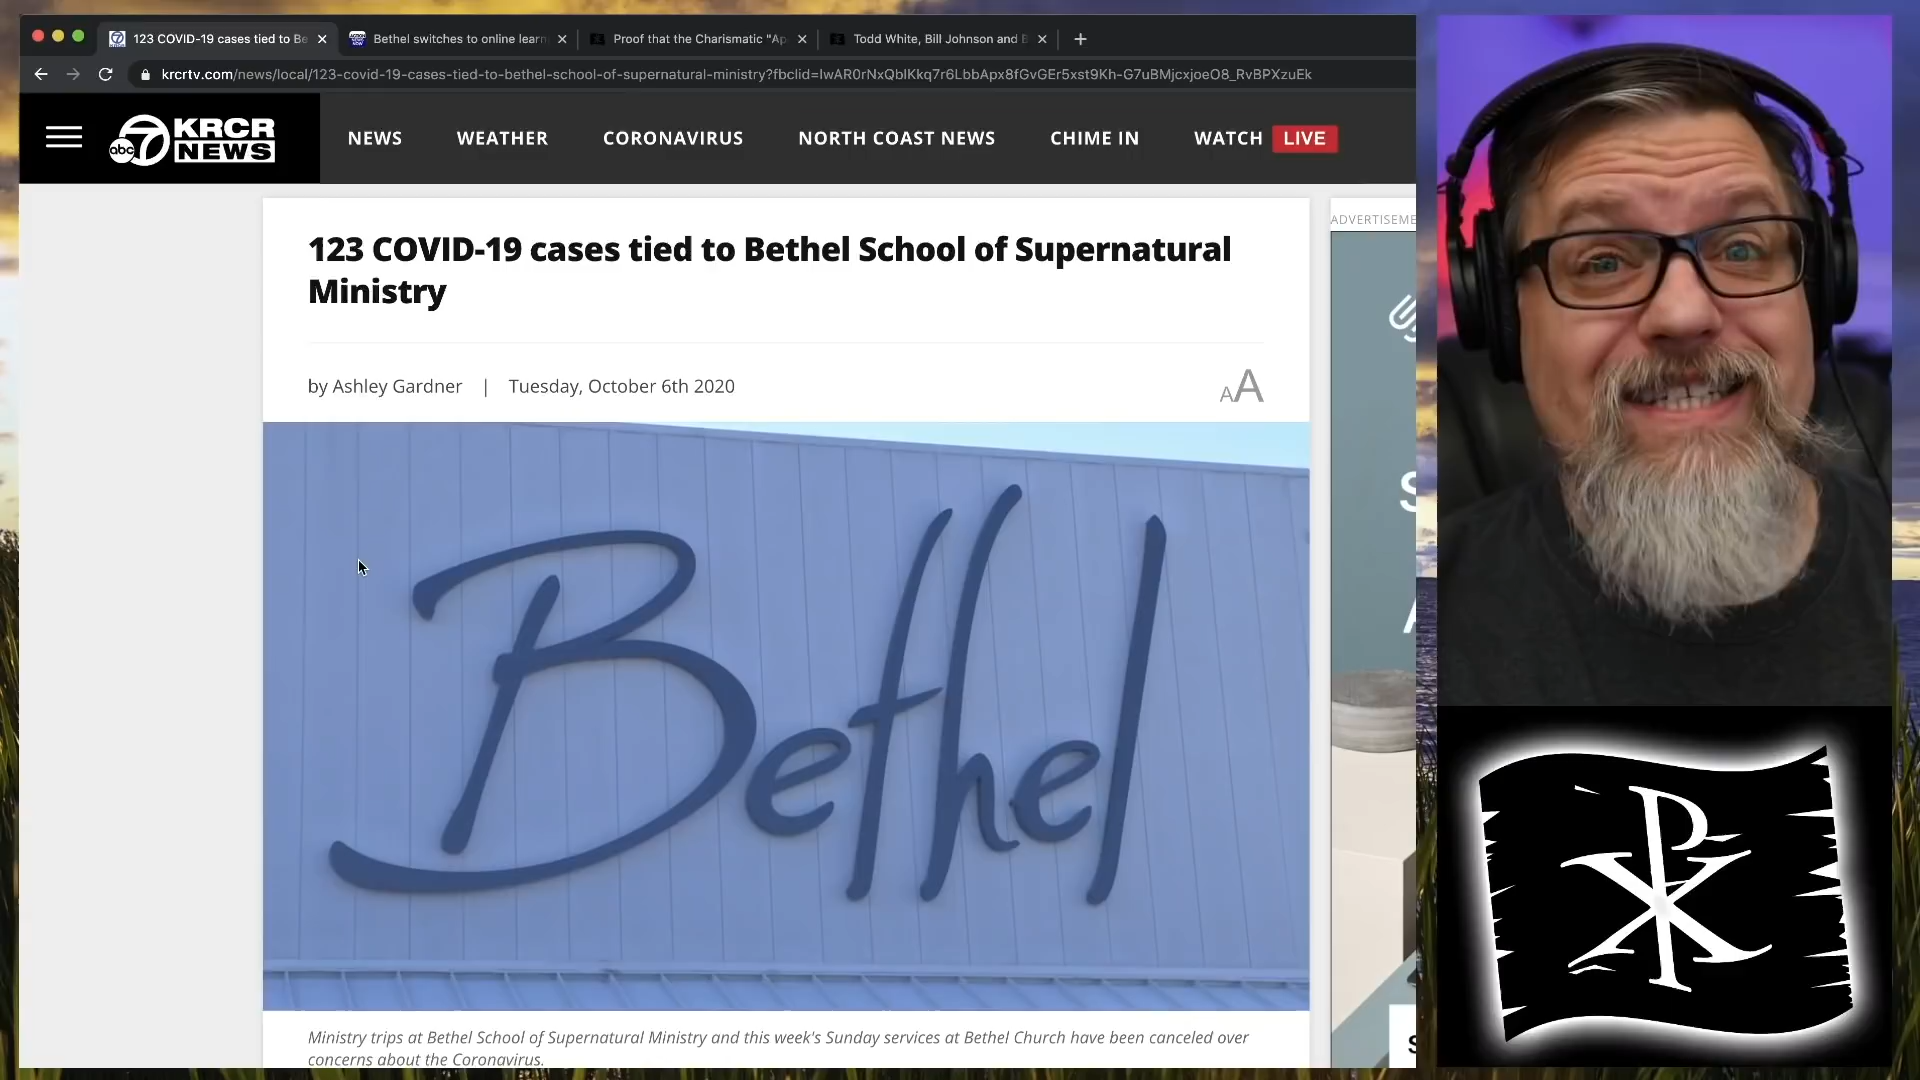 123 COVID-19 cases tied to Be
Bethel switches to online learn
Proof that the Charismatic "Ap
Todd White, Bill Johnson and B
krcrtv.com/news/local/123-covid-19-cases-tied-to-bethel-school-of-supernatural-ministry?fbclid=IwAR0rNxQbIKkq7r6LbbApx8fGvGEr5xst9Kh-G7uBMjcxjoeO8_RvBPXzuEk
abc 7 KRCR NEWS
NEWS WEATHER CORONAVIRUS NORTH COAST NEWS CHIME IN WATCH LIVE
ADVERTISEME
123 COVID-19 cases tied to Bethel School of Supernatural
Ministry
by Ashley Gardner | Tuesday, October 6th 2020
AA
Bethel
Ministry trips at Bethel School of Supernatural Ministry and this week's Sunday services at Bethel Church have been canceled over
concerns about the Coronavirus.